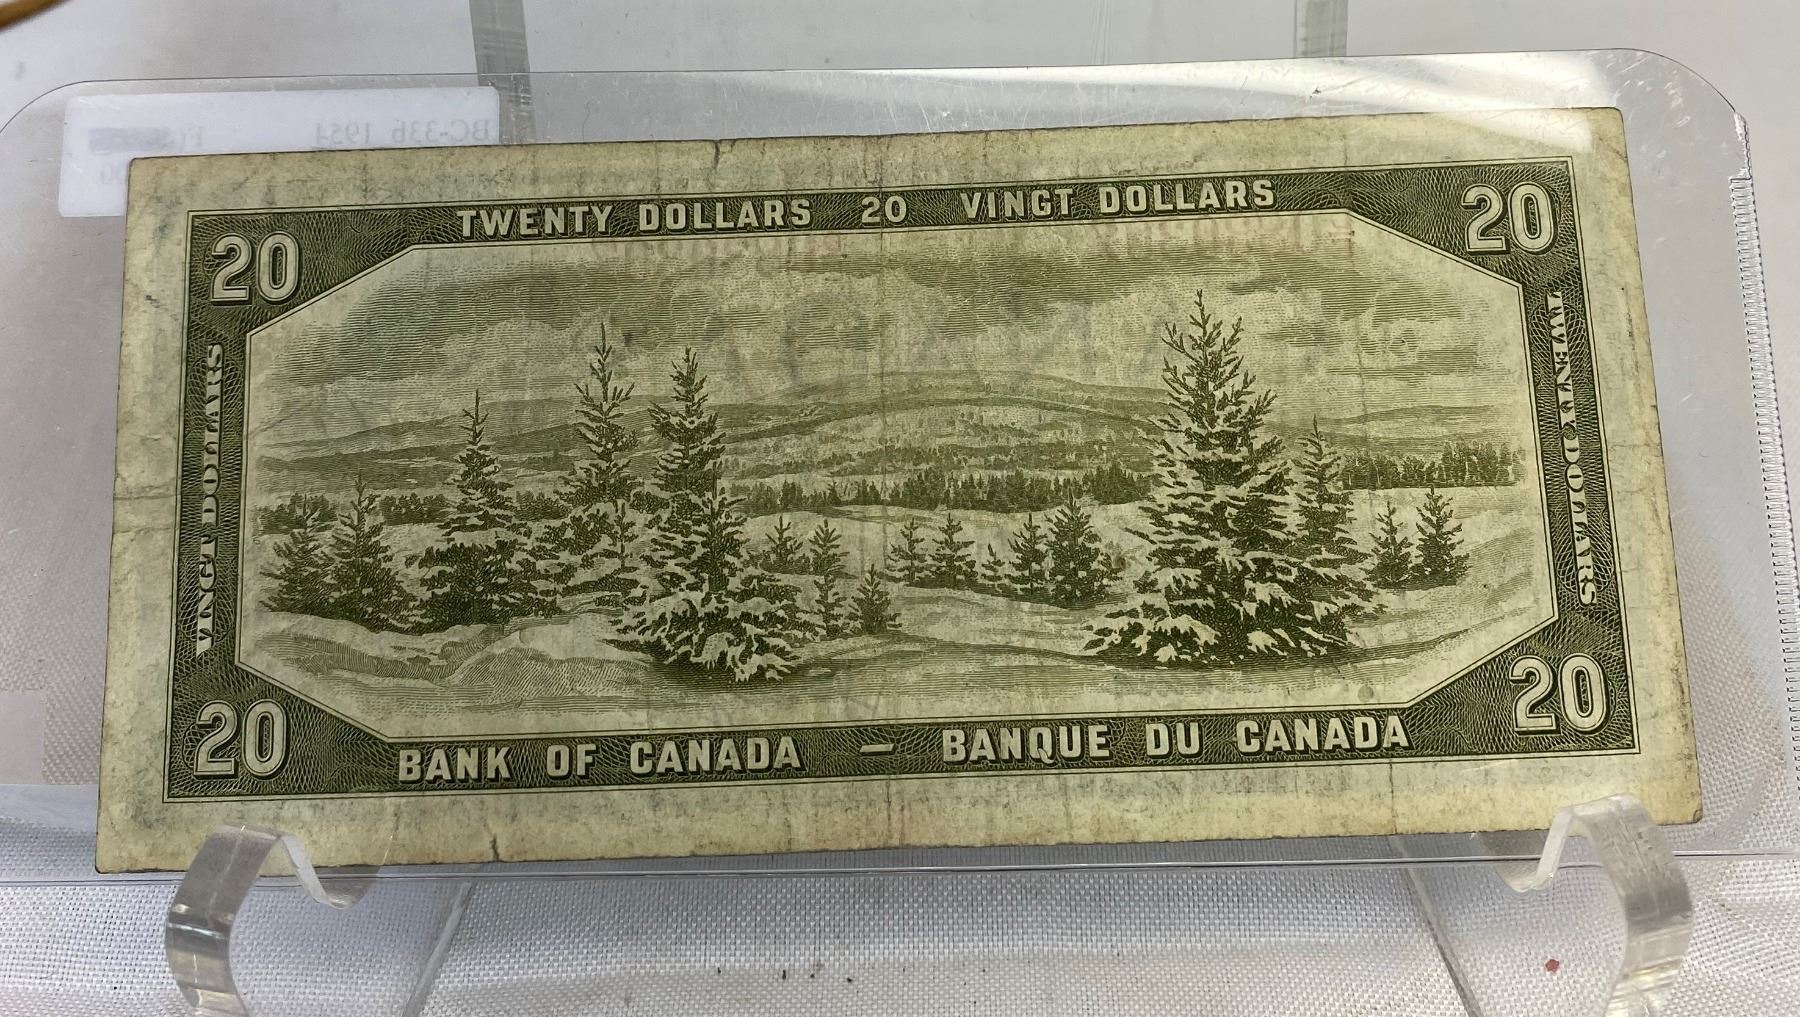 BC-33b 1954
20 TWENTY DOLLARS 20 VINGT DOLLARS 20
VINGT DOLLARS
TWENTY DOLLARS
20 BANK OF CANADA — BANQUE DU CANADA 20